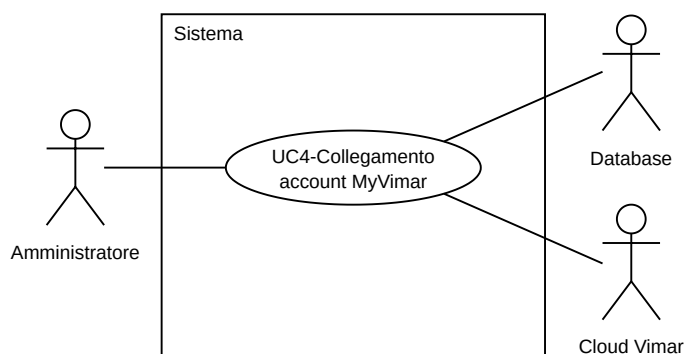 Sistema
UC4-Collegamento
account MyVimar
Database
Amministratore
Cloud Vimar